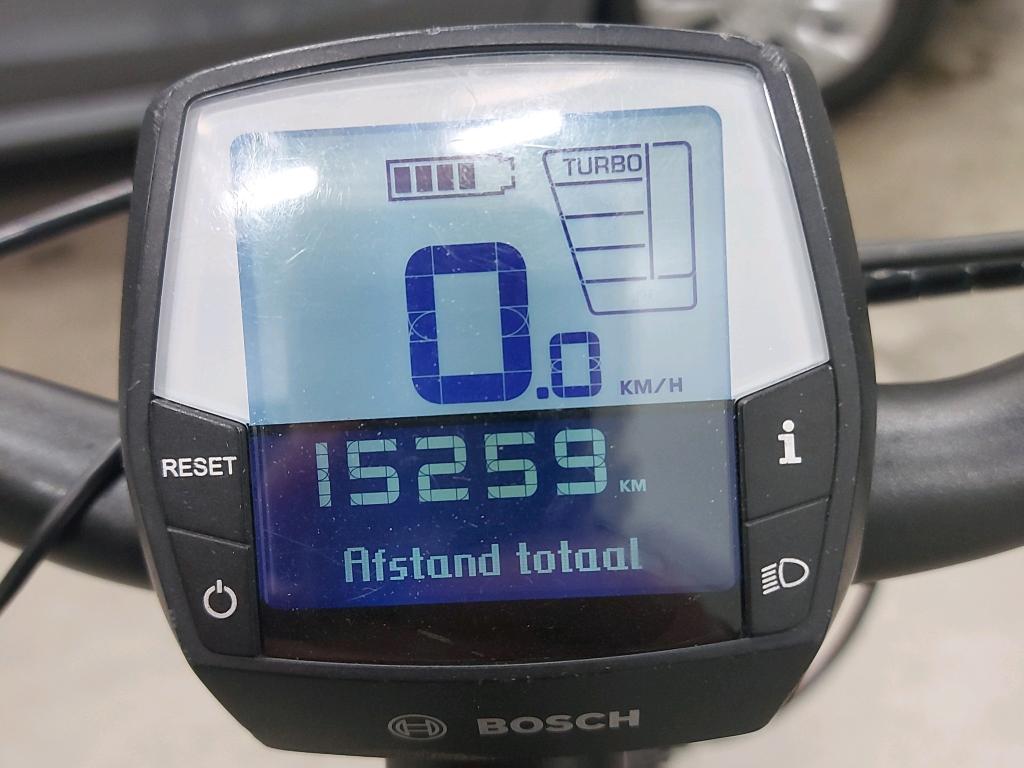 TURBO
0.0 KM/H
RESET
i
15259 KM
Afstand totaal
BOSCH